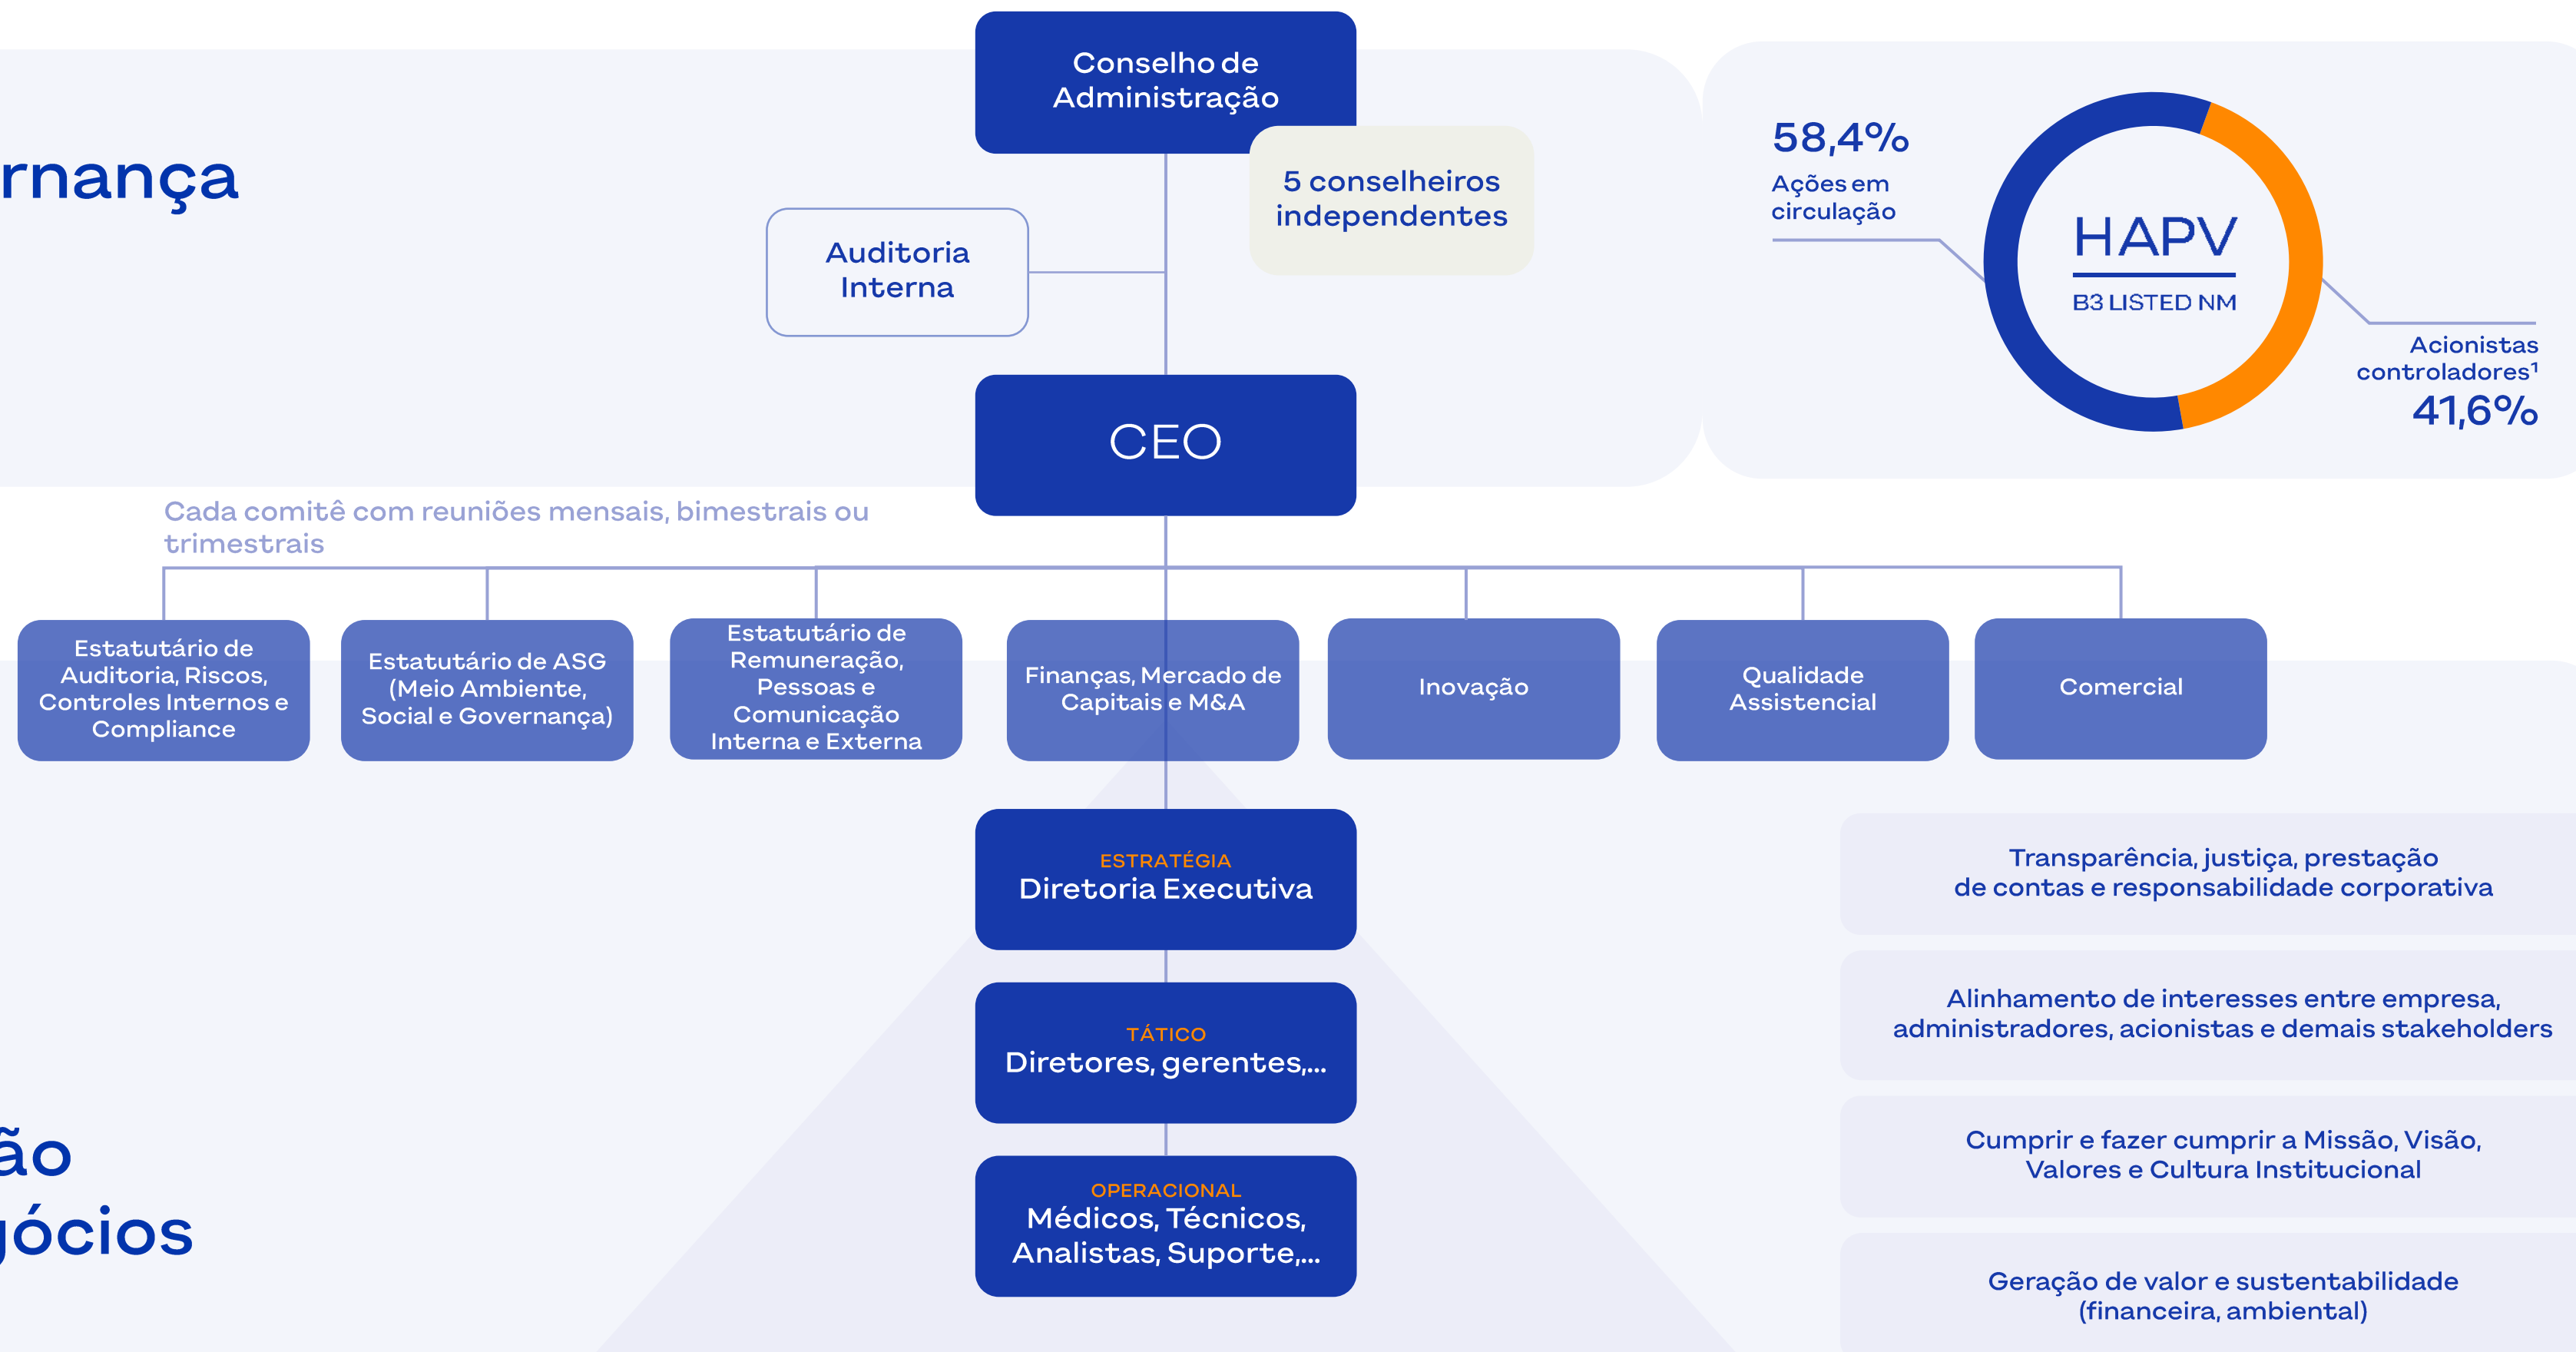 Conselho de
Administração
5 conselheiros
independentes
rnança
Auditoria
Interna
CEO
58,4%
Ações em
circulação
HAPV
B3 LISTED NM
Acionistas
controladores¹
41,6%
Cada comitê com reuniões mensais, bimestrais ou
trimestrais
Estatutário de
Auditoria, Riscos,
Controles Internos e
Compliance
Estatutário de ASG
(Meio Ambiente,
Social e Governança)
Estatutário de
Remuneração,
Pessoas e
Comunicação
Interna e Externa
Finanças, Mercado de
Capitais e M&A
Inovação
Qualidade
Assistencial
Comercial
ESTRATÉGIA
Diretoria Executiva
TÁTICO
Diretores, gerentes,...
OPERACIONAL
Médicos, Técnicos,
Analistas, Suporte,...
ão
gócios
Transparência, justiça, prestação
de contas e responsabilidade corporativa
Alinhamento de interesses entre empresa,
administradores, acionistas e demais stakeholders
Cumprir e fazer cumprir a Missão, Visão,
Valores e Cultura Institucional
Geração de valor e sustentabilidade
(financeira, ambiental)